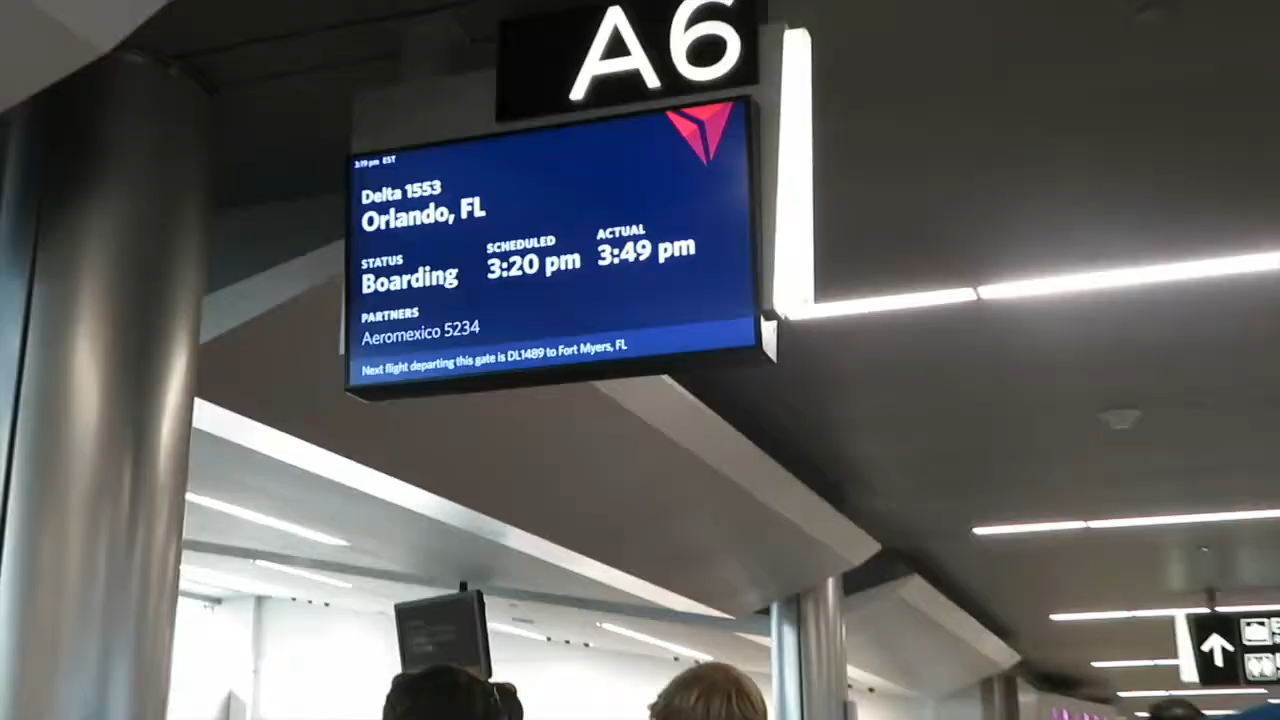 A6
3:19 pm EST
Delta 1553
Orlando, FL
STATUS SCHEDULED ACTUAL
Boarding 3:20 pm 3:49 pm
PARTNERS
Aeromexico 5234
Next flight departing this gate is DL1489 to Fort Myers, FL